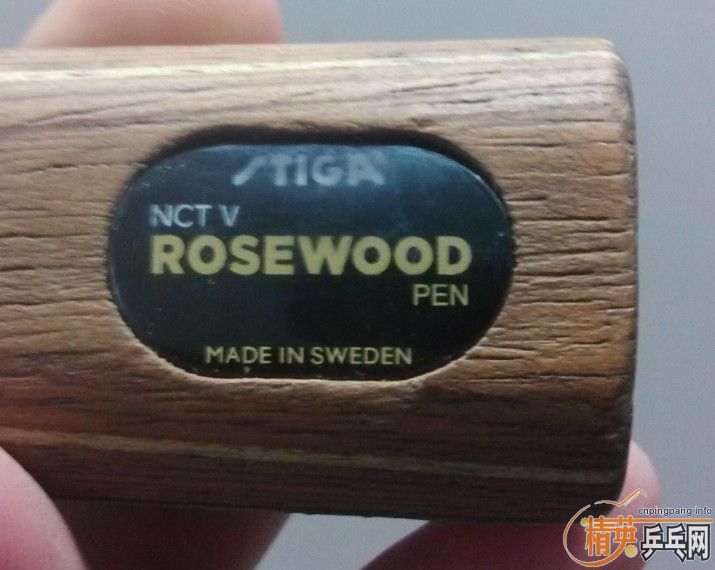 STIGA
NCT V
ROSEWOOD
PEN
MADE IN SWEDEN
cnpingpang.info
精英乒乓网